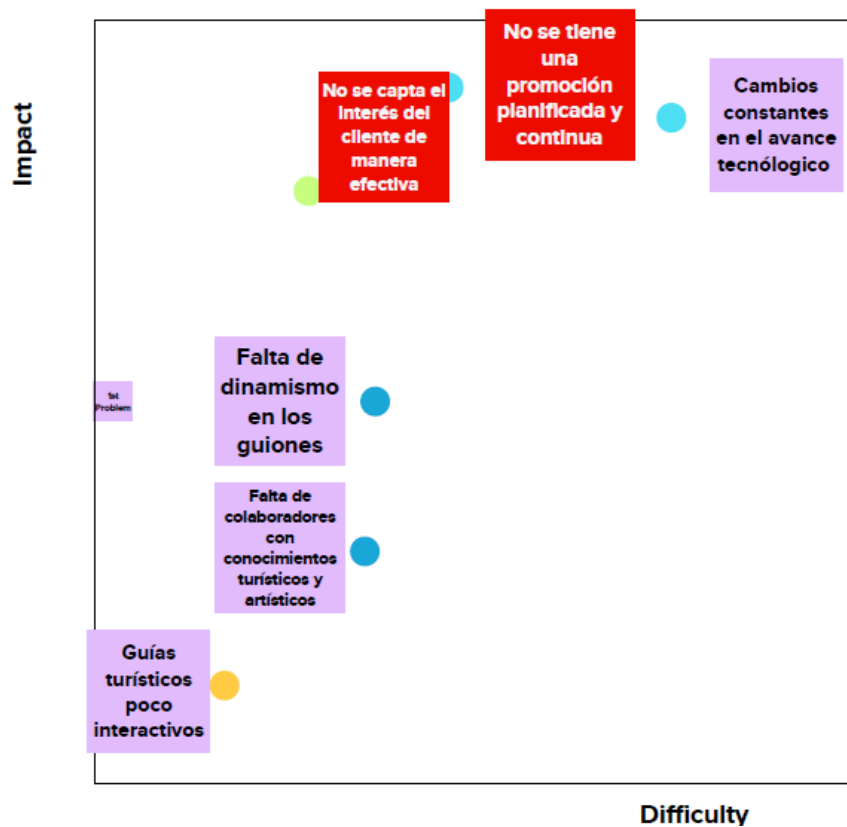 Impact
No se capta el
interés del
cliente de
manera
efectiva
No se tiene
una
promoción
planificada y
continua
Cambios
constantes
en el avance
tecnólogico
1st
Problem
Falta de
dinamismo
en los
guiones
Falta de
colaboradores
con
conocimientos
turísticos y
artísticos
Guías
turísticos
poco
interactivos
Difficulty